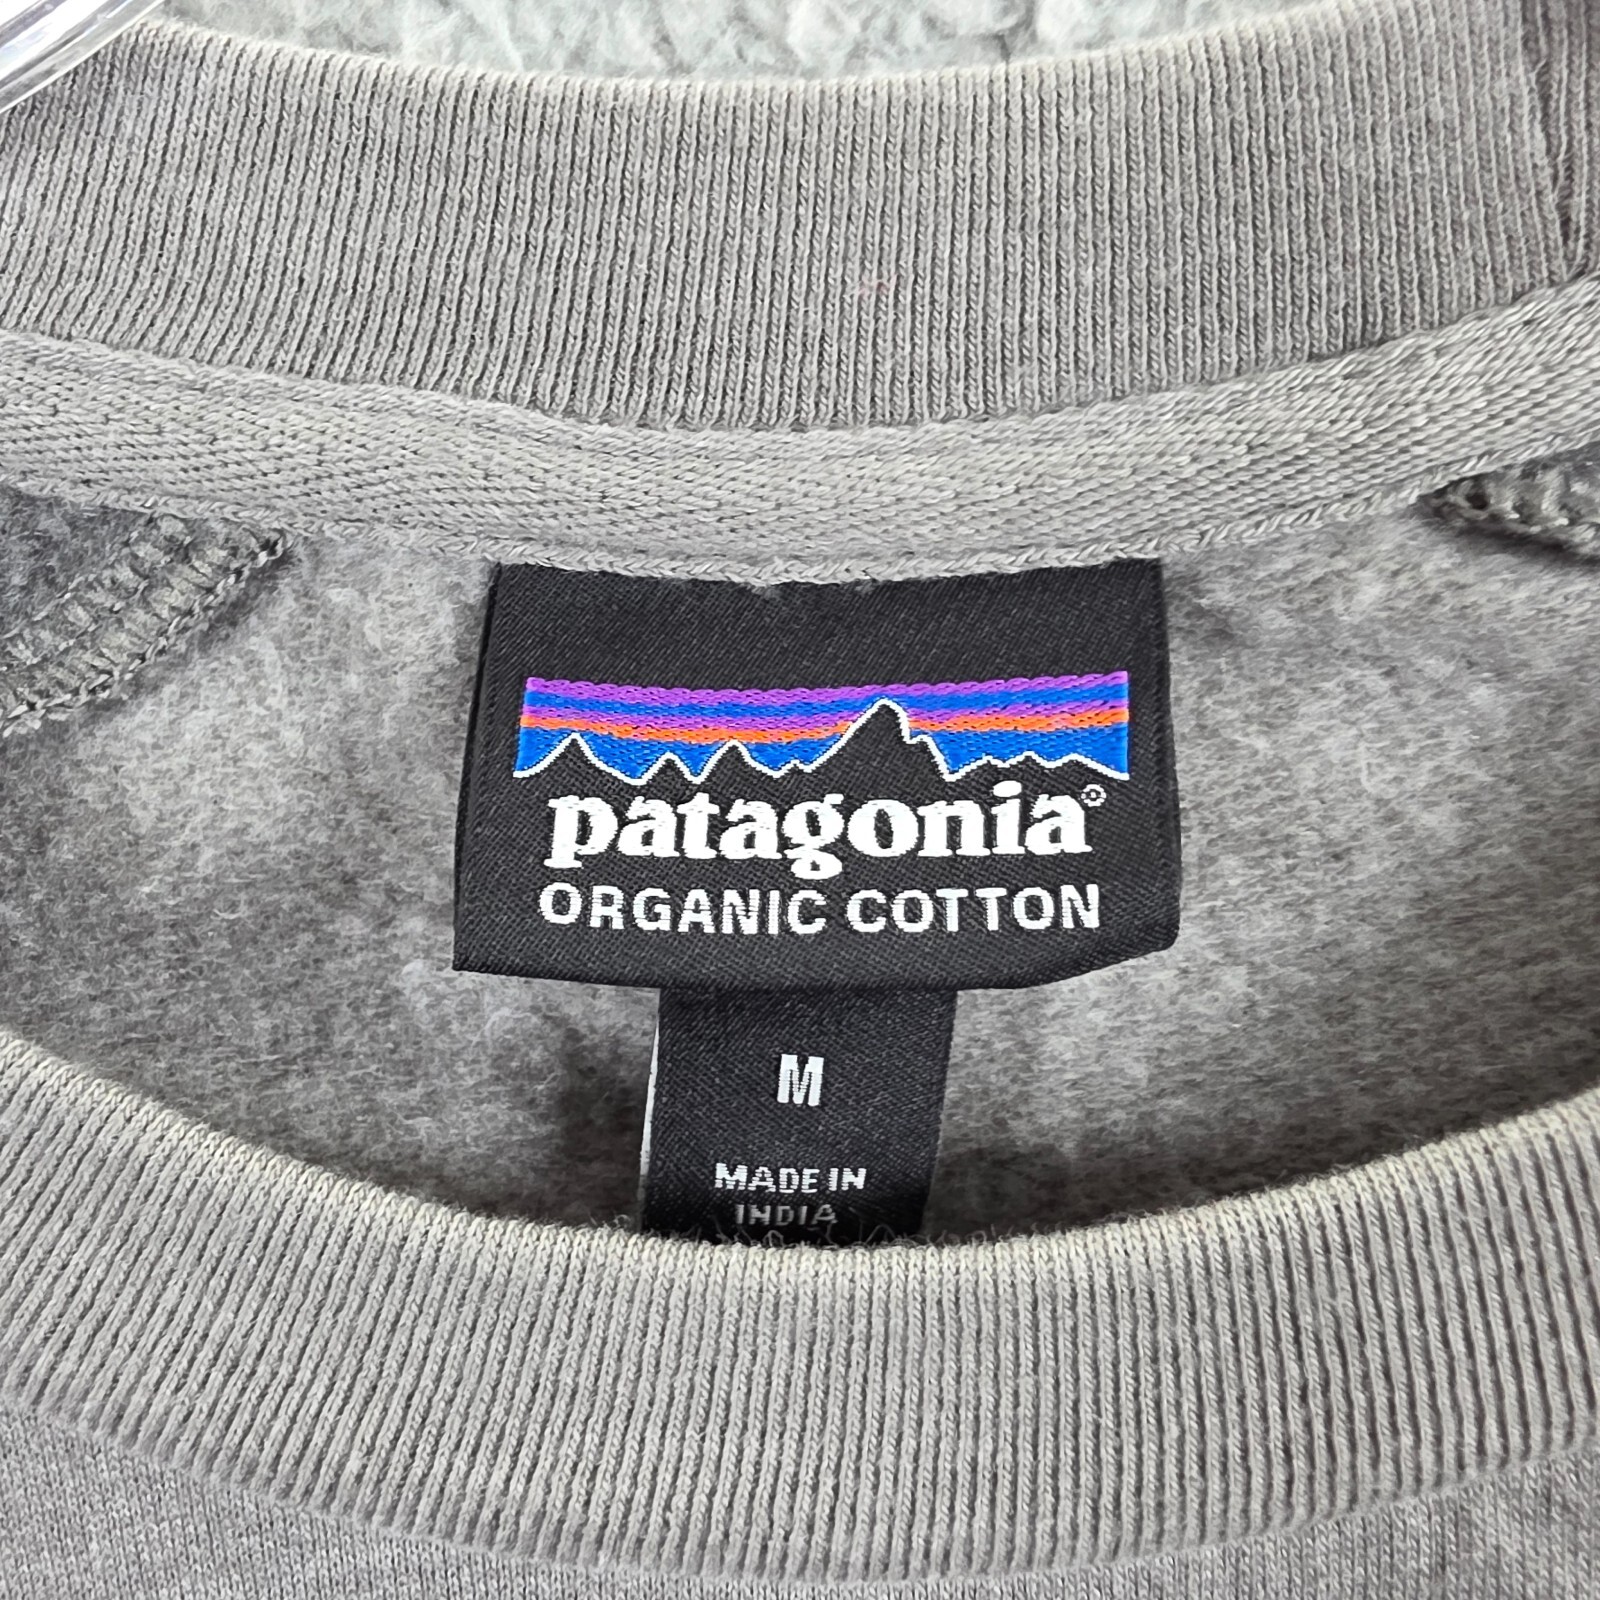 patagonia®
ORGANIC COTTON
M
MADE IN
INDIA